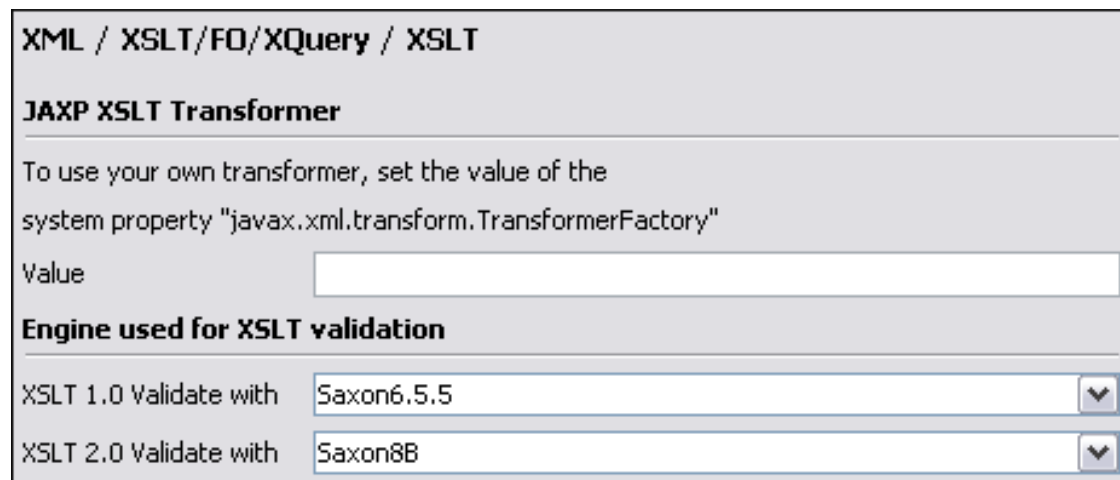 XML / XSLT/FO/XQuery / XSLT
JAXP XSLT Transformer
To use your own transformer, set the value of the
system property "javax.xml.transform.TransformerFactory"
Value
Engine used for XSLT validation
XSLT 1.0 Validate with Saxon6.5.5
XSLT 2.0 Validate with Saxon8B